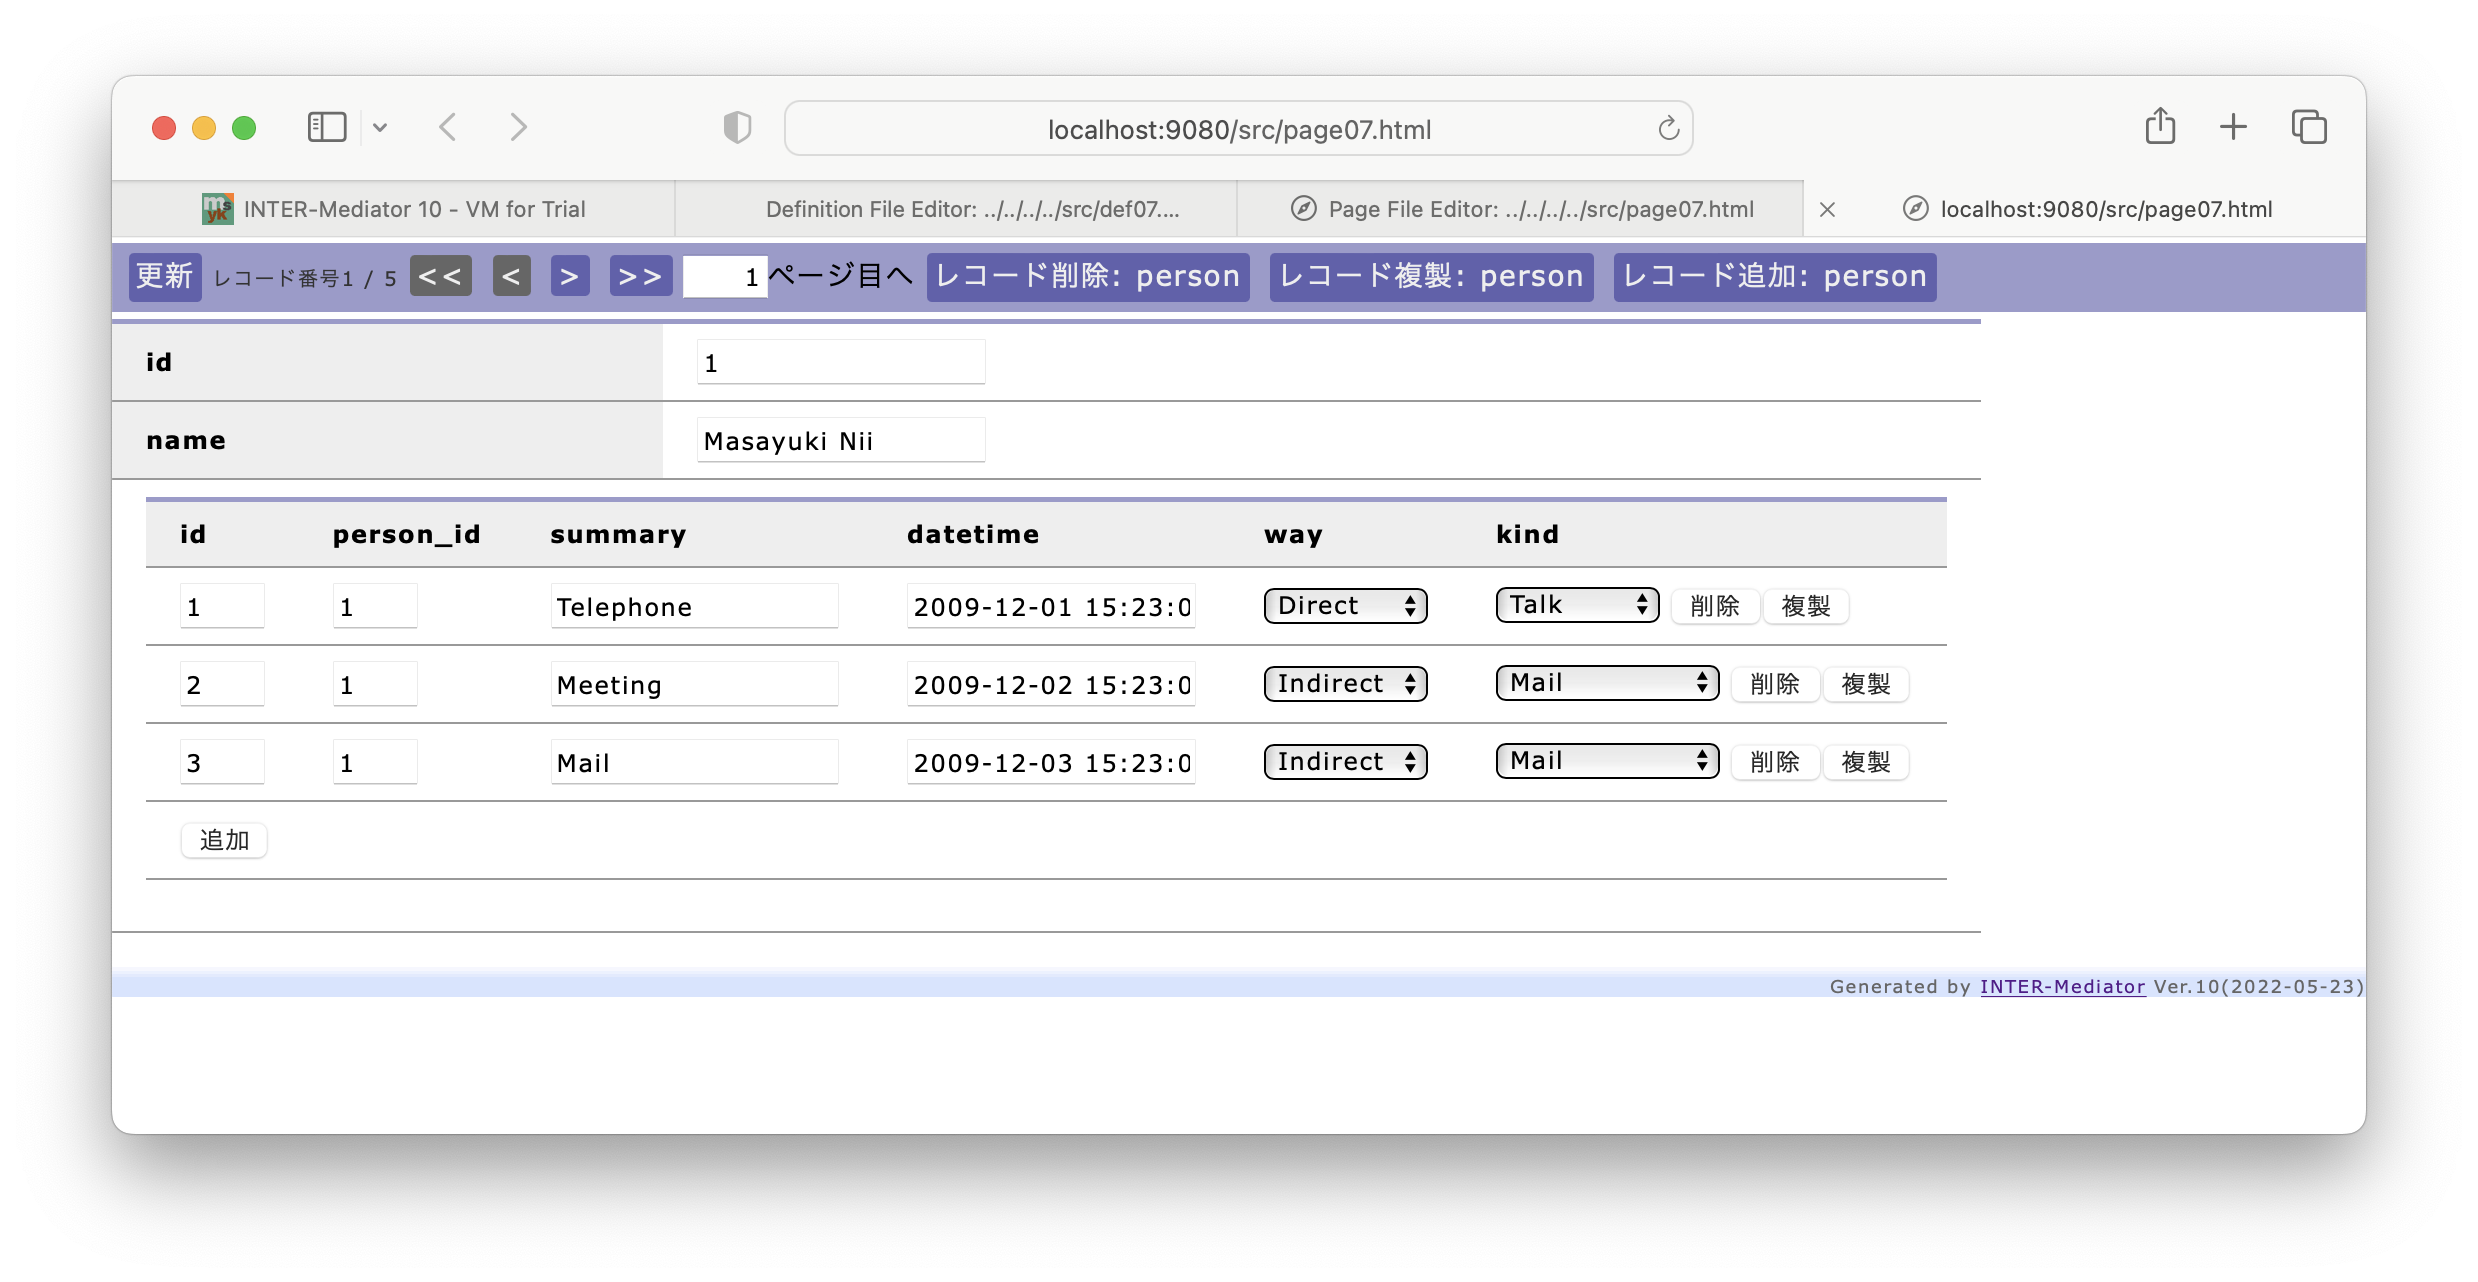 localhost:9080/src/page07.html
INTER-Mediator 10 - VM for Trial
Definition File Editor: ../../../../src/def07....
Page File Editor: ../../../../src/page07.html
localhost:9080/src/page07.html
更新 レコード番号1 / 5 << < > >> 1 ページ目へ レコード削除: person レコード複製: person レコード追加: person
id 1
name Masayuki Nii
id person_id summary datetime way kind
1 1 Telephone 2009-12-01 15:23:0 Direct Talk 削除 複製
2 1 Meeting 2009-12-02 15:23:0 Indirect Mail 削除 複製
3 1 Mail 2009-12-03 15:23:0 Indirect Mail 削除 複製
追加
Generated by INTER-Mediator Ver.10(2022-05-23)